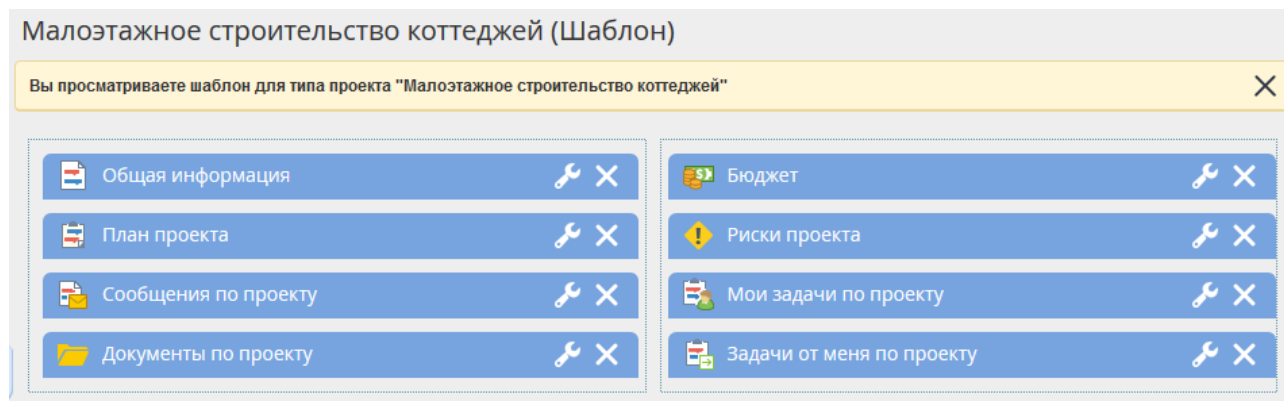 Малоэтажное строительство коттеджей (Шаблон)
Вы просматриваете шаблон для типа проекта "Малоэтажное строительство коттеджей"
Общая информация
План проекта
Сообщения по проекту
Документы по проекту
Бюджет
Риски проекта
Мои задачи по проекту
Задачи от меня по проекту